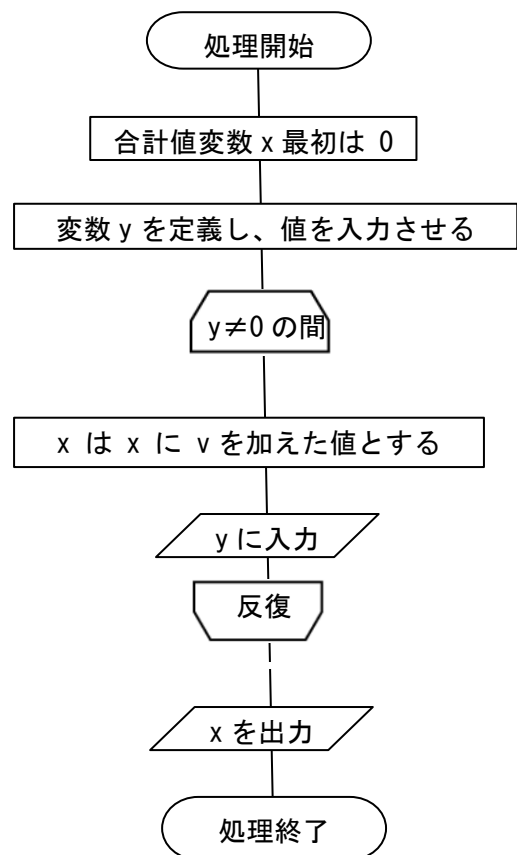 処理開始
合計値変数 x 最初は 0
変数 y を定義し、値を入力させる
y≠0 の間
x は x に v を加えた値とする
y に入力
反復
x を出力
処理終了